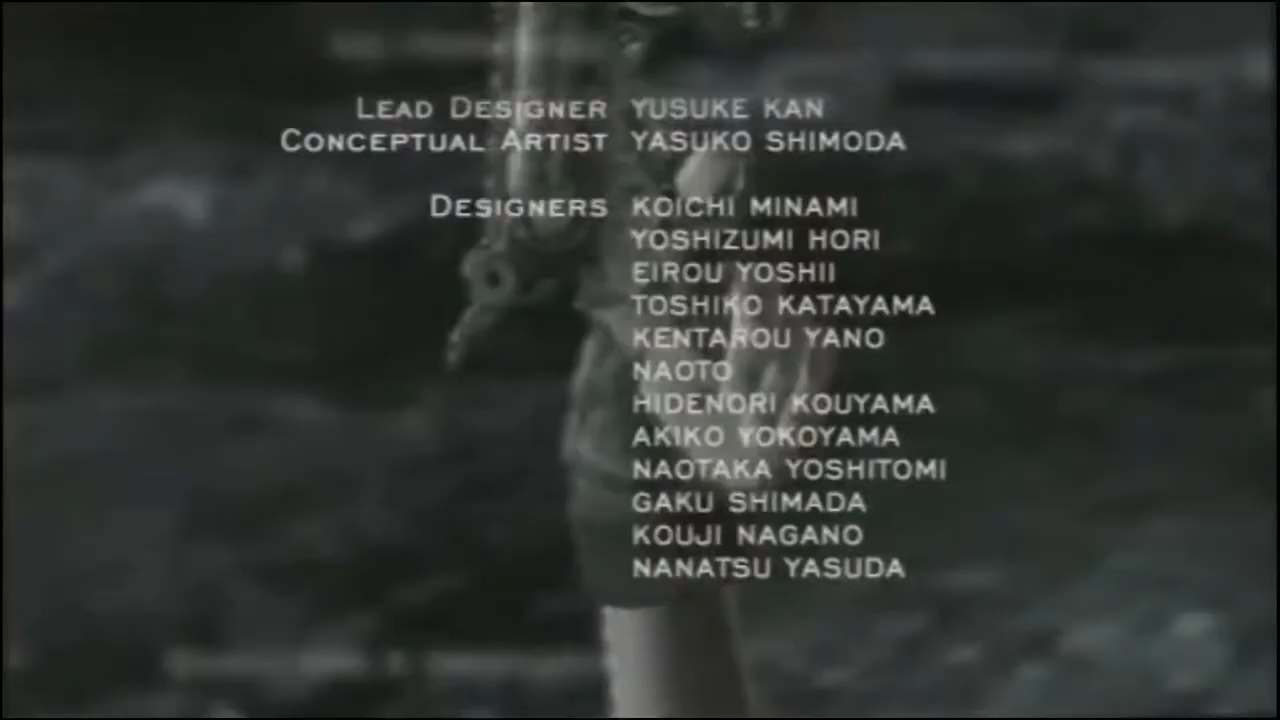 Lead Designer YUSUKE KAN
Conceptual Artist YASUKO SHIMODA
Designers KOICHI MINAMI
YOSHIZUMI HORI
EIROU YOSHII
TOSHIKO KATAYAMA
KENTAROU YANO
NAOTO
HIDENORI KOUYAMA
AKIKO YOKOYAMA
NAOTAKA YOSHITOMI
GAKU SHIMADA
KOUJI NAGANO
NANATSU YASUDA